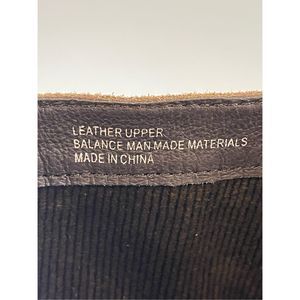 LEATHER UPPER
BALANCE MAN MADE MATERIALS
MADE IN CHINA